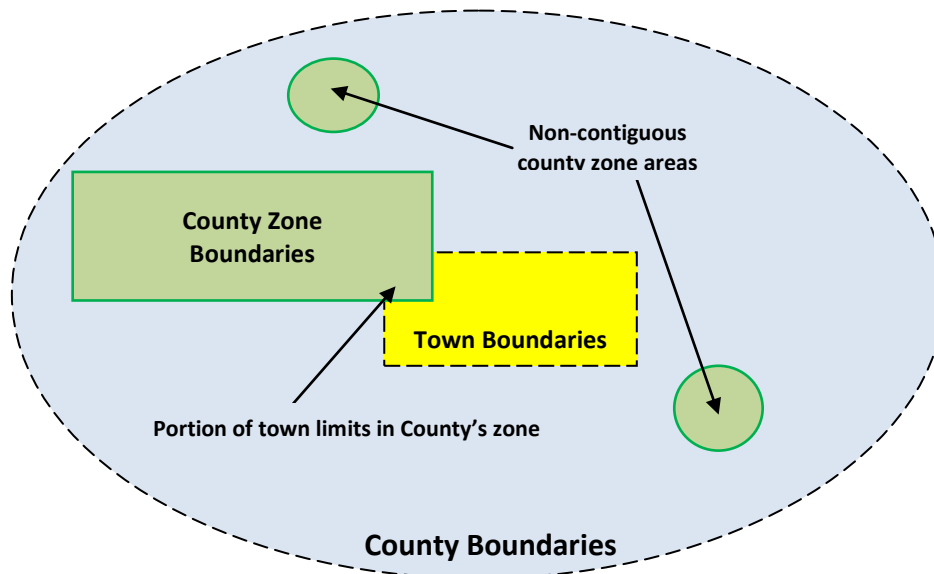 Non-contiguous
county zone areas
County Zone
Boundaries
Town Boundaries
Portion of town limits in County’s zone
County Boundaries